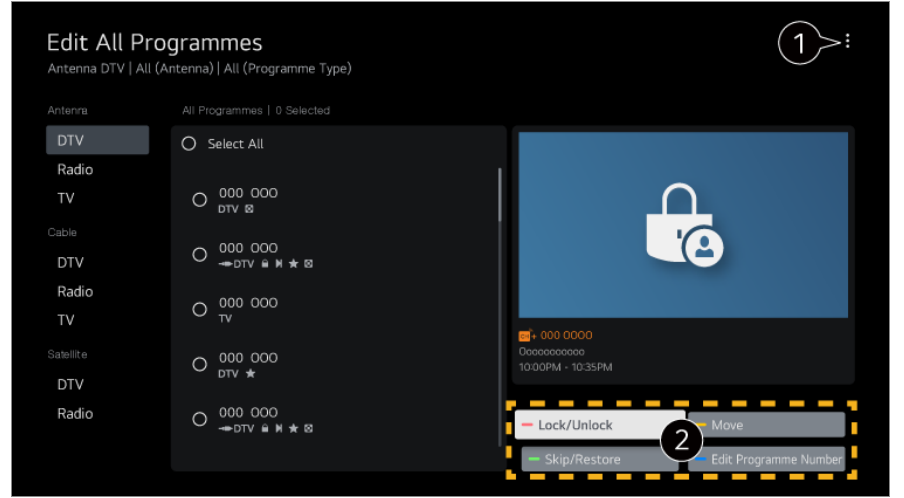 Edit All Programmes
1
Antenna DTV | All (Antenna) | All (Programme Type)
Antenna
DTV
Radio
TV
Cable
DTV
Radio
TV
Satellite
DTV
Radio
All Programmes | 0 Selected
Select All
000 000
DTV
000 000
DTV
000 000
TV
000 000
DTV
000 000
DTV
CH+ 000 0000
Ooooooooooo
10:00PM - 10:35PM
Lock/Unlock
Move
2
Skip/Restore
Edit Programme Number